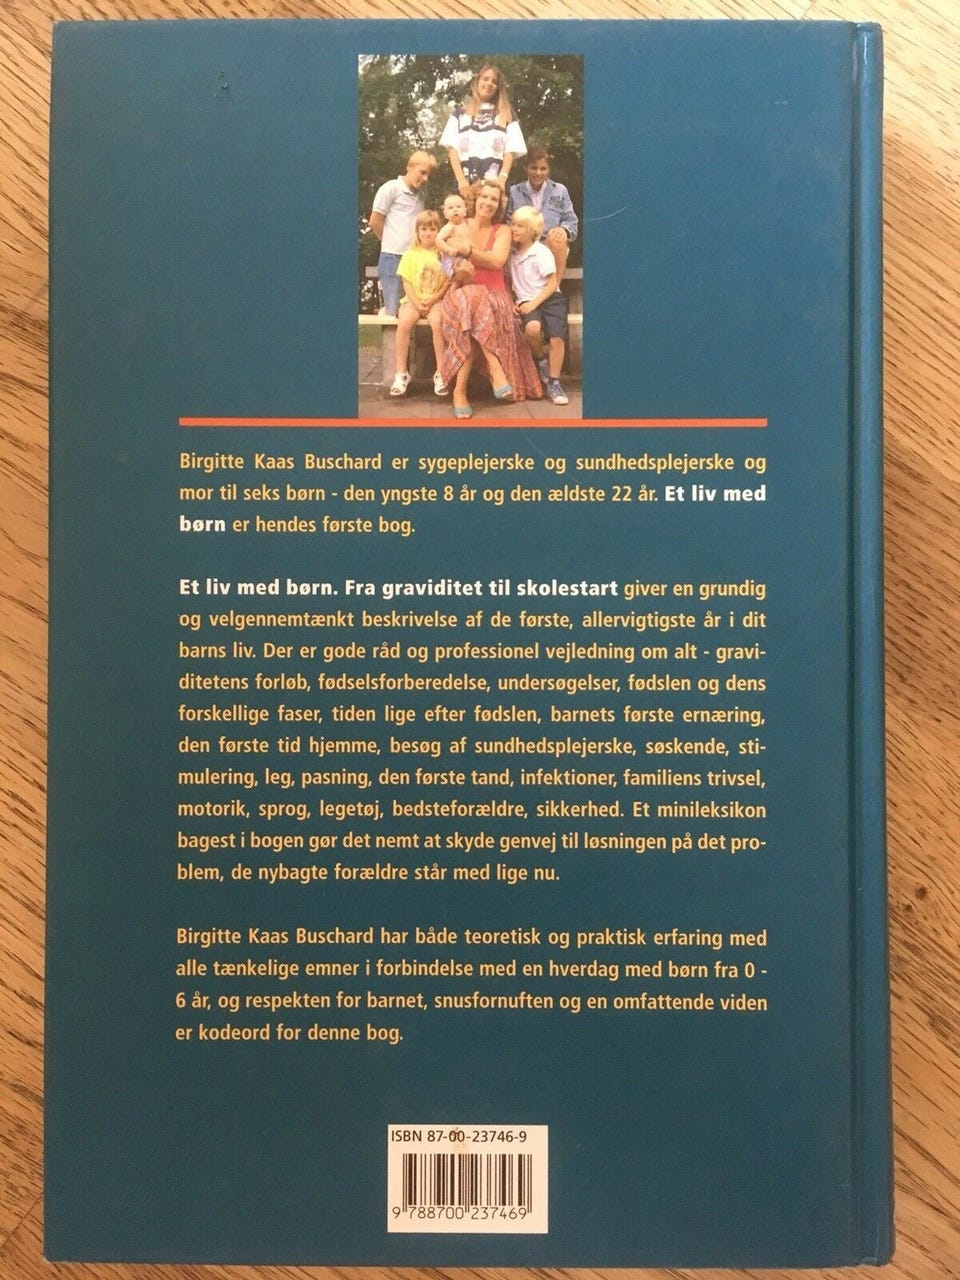 Birgitte Kaas Buschard er sygeplejerske og sundhedsplejerske og
mor til seks børn - den yngste 8 år og den ældste 22 år. Et liv med
børn er hendes første bog.
Et liv med børn. Fra graviditet til skolestart giver en grundig
og velgennemtænkt beskrivelse af de første, allervigtigste år i dit
barns liv. Der er gode råd og professionel vejledning om alt - gravi-
ditetens forløb, fødselsforberedelse, undersøgelser, fødslen og dens
forskellige faser, tiden lige efter fødslen, barnets første ernæring,
den første tid hjemme, besøg af sundhedsplejerske, søskende, sti-
mulering, leg, pasning, den første tand, infektioner, familiens trivsel,
motorik, sprog, legetøj, bedsteforældre, sikkerhed. Et minileksikon
bagest i bogen gør det nemt at skyde genvej til løsningen på det pro-
blem, de nybagte forældre står med lige nu.
Birgitte Kaas Buschard har både teoretisk og praktisk erfaring med
alle tænkelige emner i forbindelse med en hverdag med børn fra 0 -
6 år, og respekten for barnet, snusfornuften og en omfattende viden
er kodeord for denne bog.
ISBN 87-00-23746-9
9 788700 237469